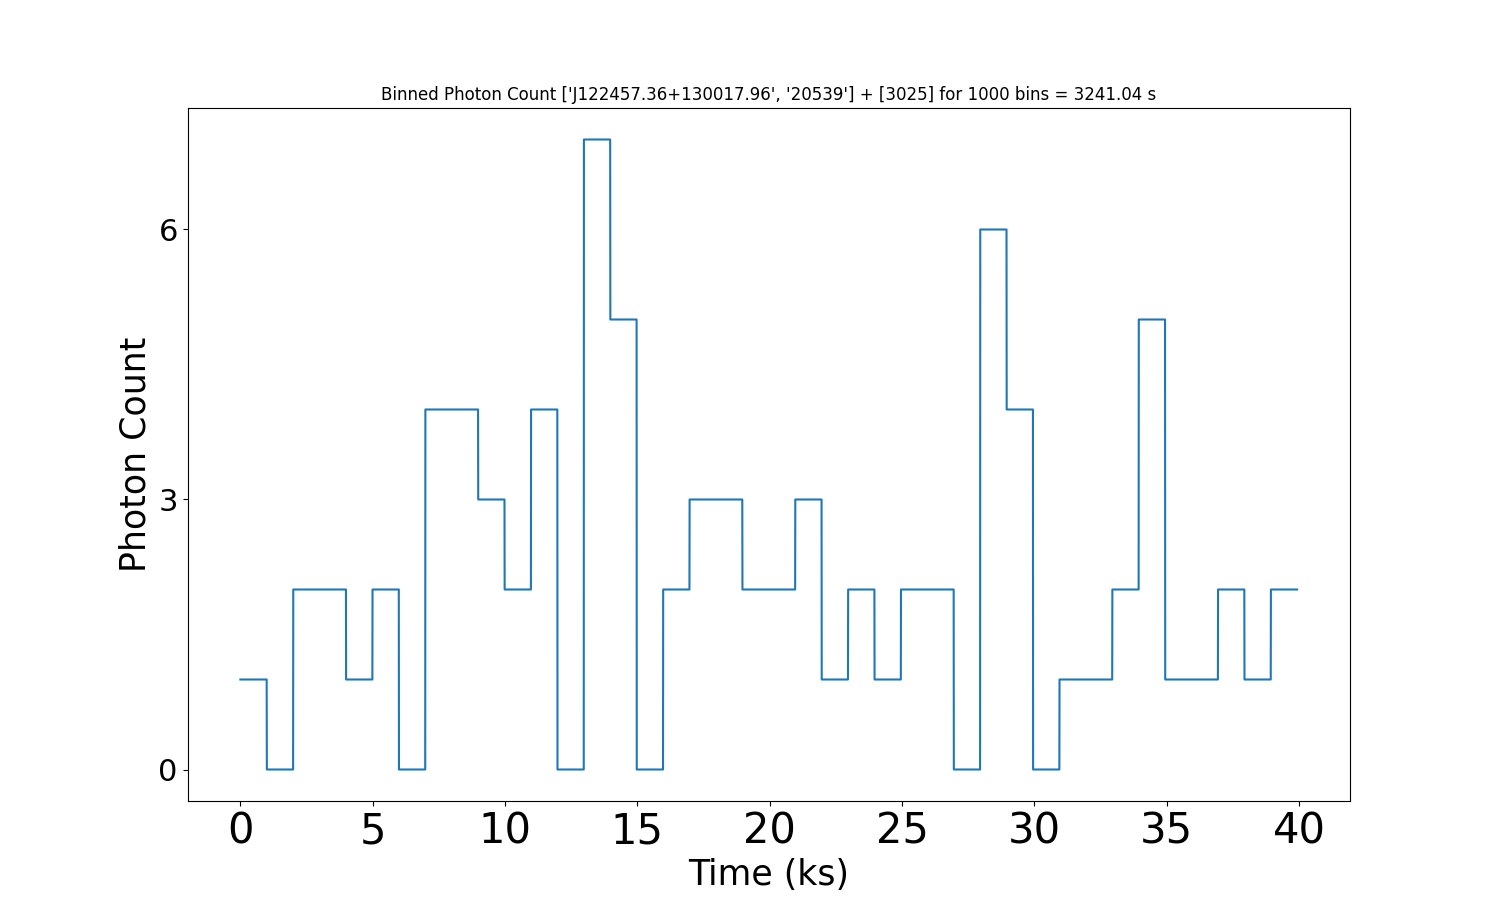 Binned Photon Count ['J122457.36+130017.96', '20539'] + [3025] for 1000 bins = 3241.04 s
Photon Count
6
3
0
0 5 10 15 20 25 30 35 40
Time (ks)